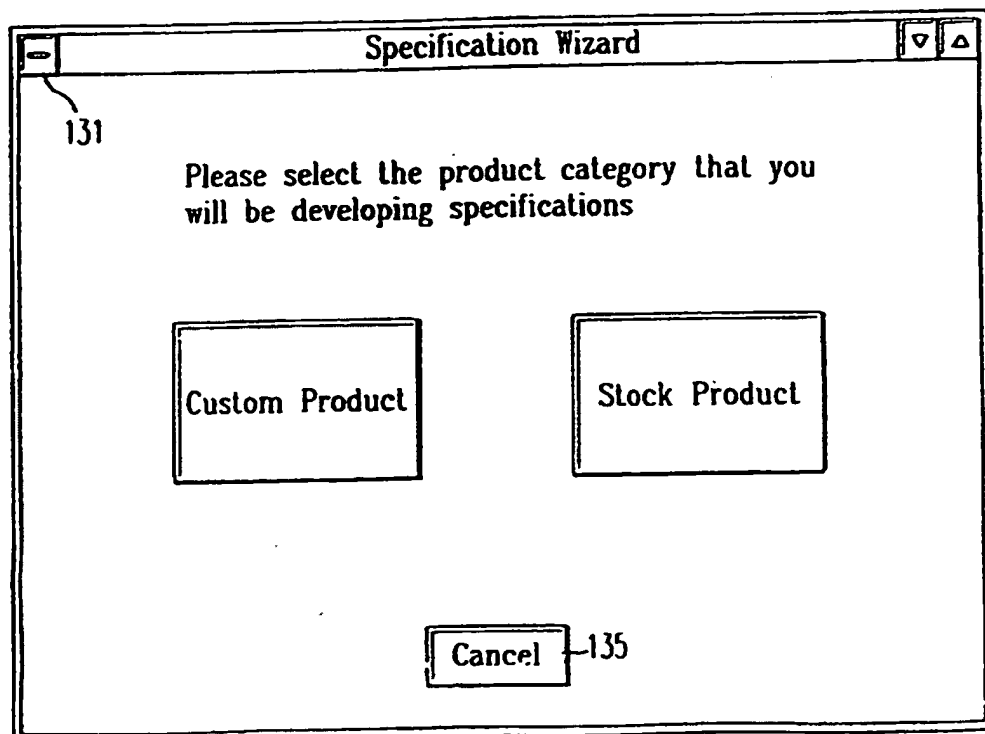 Specification Wizard
131
Please select the product category that you
will be developing specifications
Custom Product
Stock Product
Cancel
135